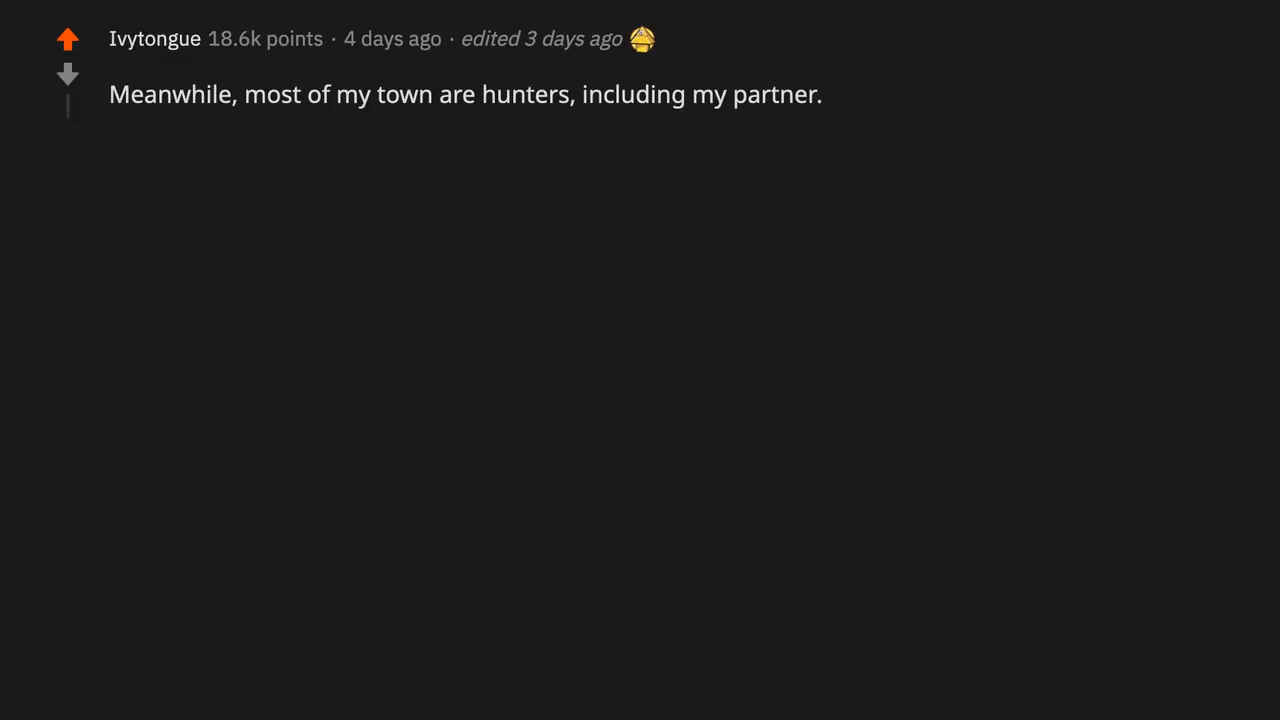 Ivytongue 18.6k points · 4 days ago · edited 3 days ago
Meanwhile, most of my town are hunters, including my partner.